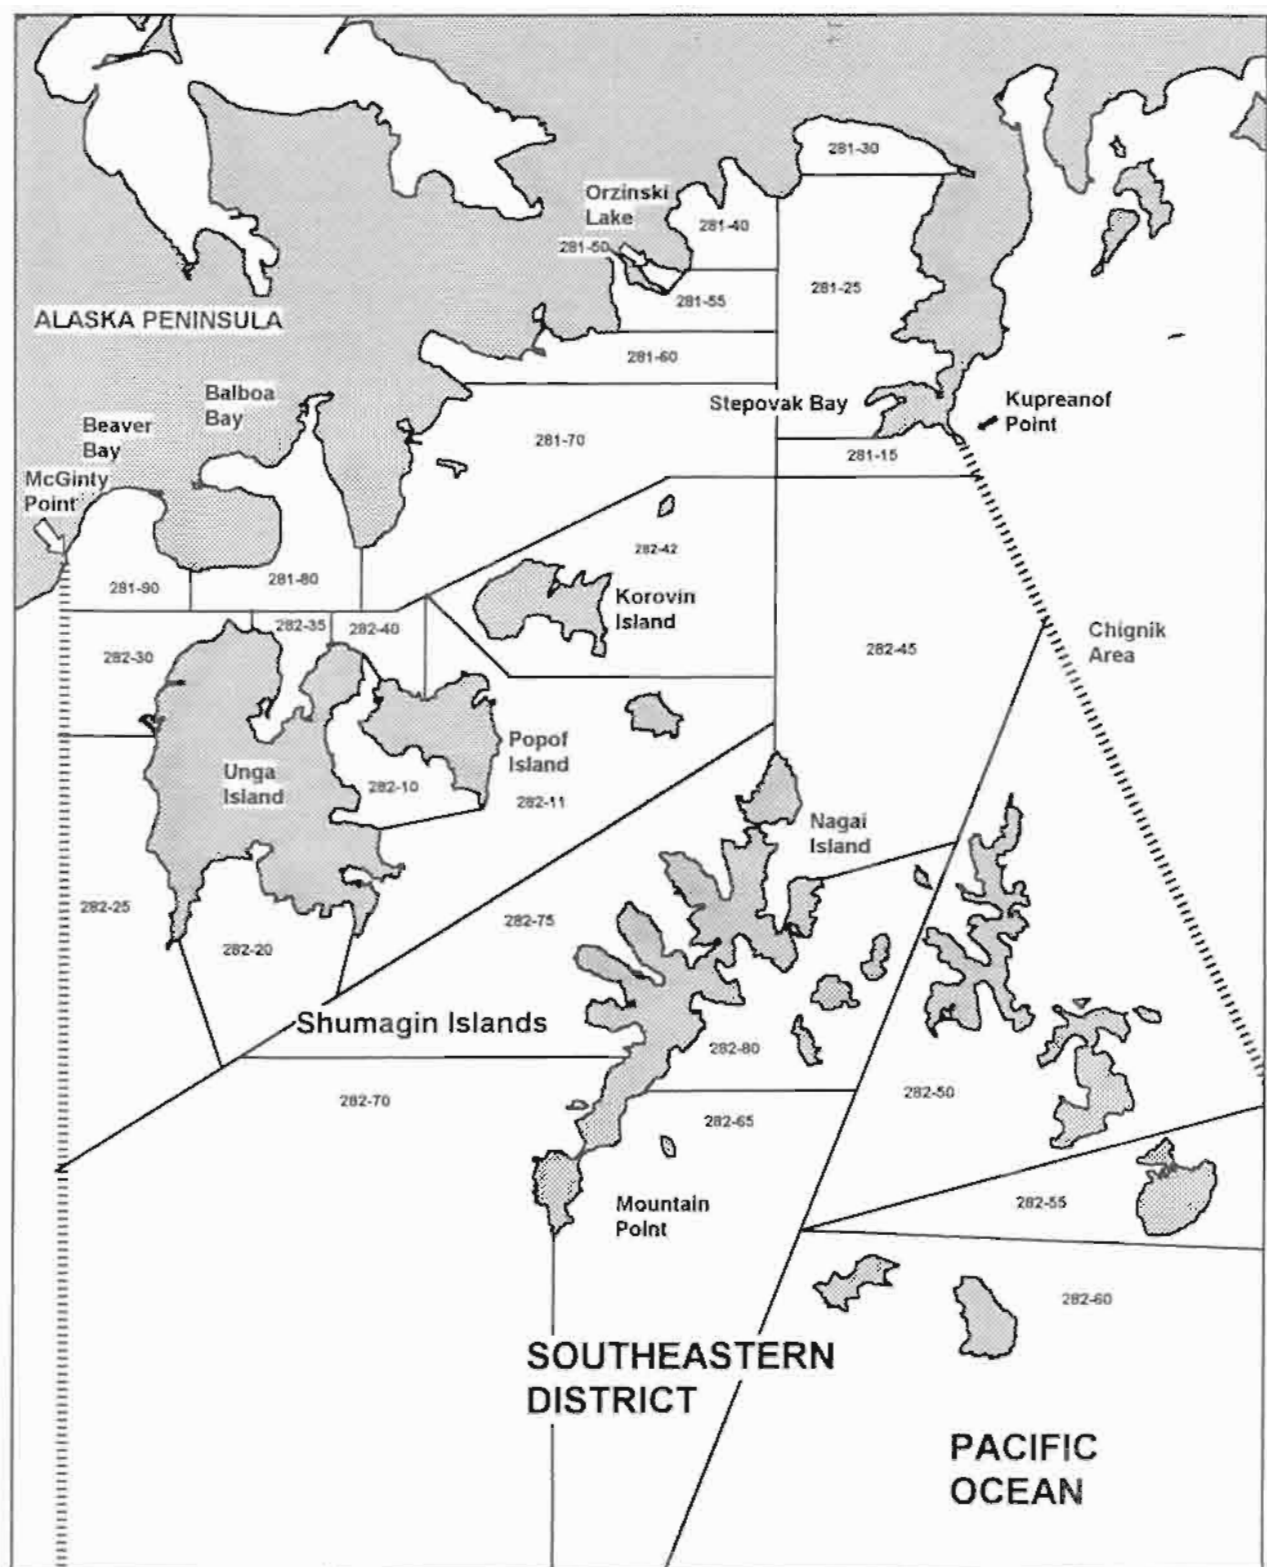 281-30
Orzinski
Lake
281-40
281-50
281-25
281-55
ALASKA PENINSULA
281-60
Balboa
Bay
Stepovak Bay
Kupreanof
Point
Beaver
Bay
281-70
281-15
McGinty
Point
282-42
281-90
281-80
Korovin
Island
282-35
282-40
Chignik
Area
282-30
282-45
Popof
Island
Unga
Island
282-10
282-11
Nagai
Island
282-25
282-75
282-20
Shumagin Islands
282-80
282-70
282-50
282-65
Mountain
Point
282-55
282-60
SOUTHEASTERN
DISTRICT
PACIFIC
OCEAN